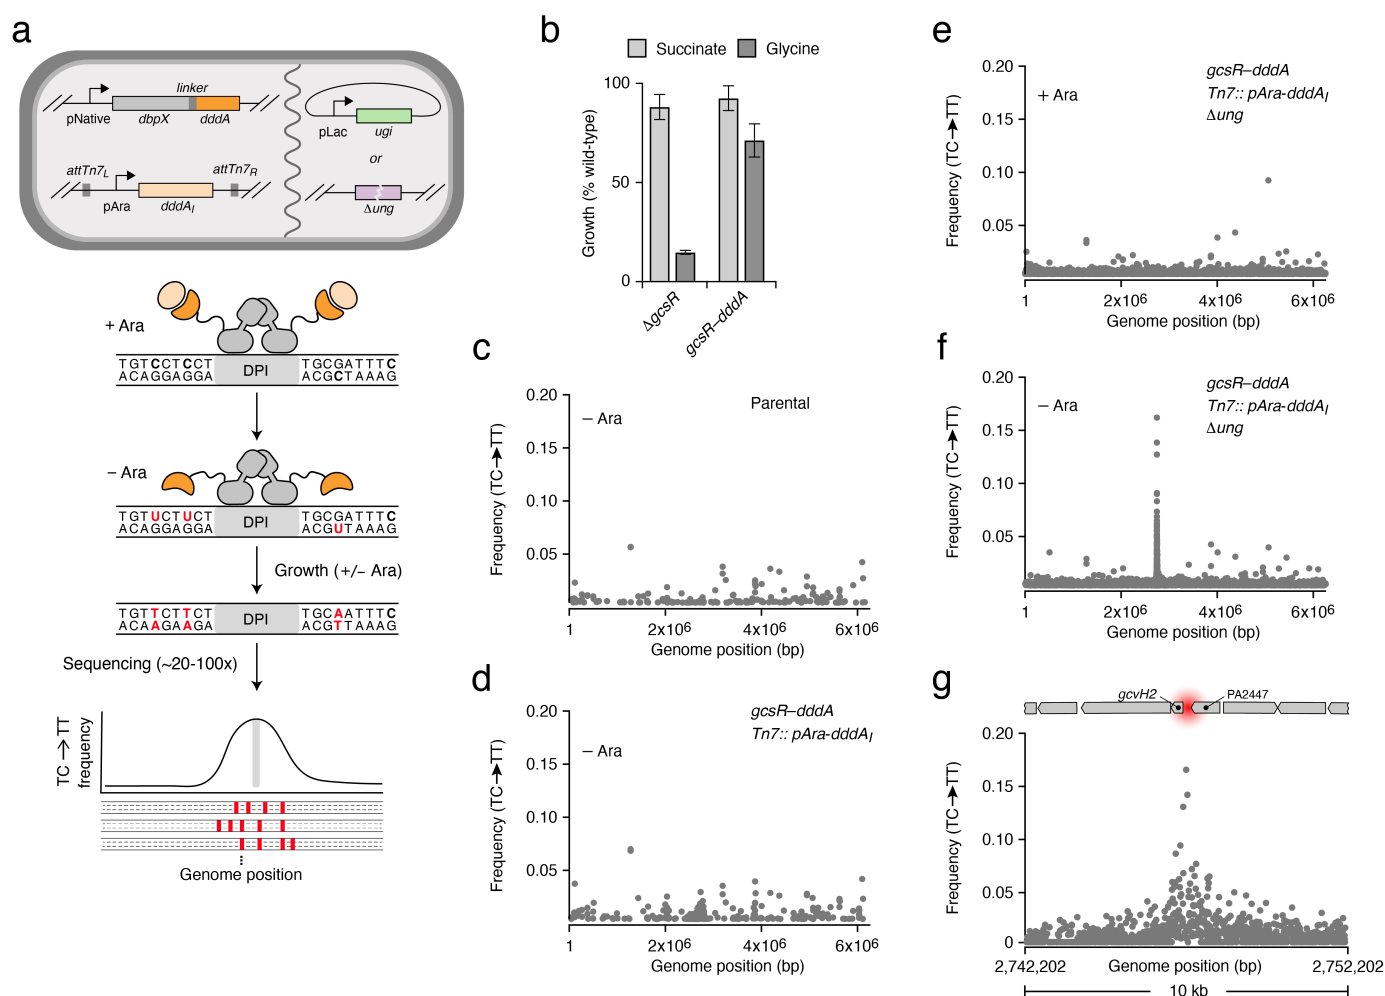 a
linker
pNative
dbpX
dddA
attTn7L
attTn7R
pAra
dddAI
pLac
ugi
or
Δung
+ Ara
TGTCCTCCT
ACAGGAGGA
DPI
TGCGATTTC
ACGCTAAAG
– Ara
TGTUCTUCT
ACAGGAGGA
DPI
TGCGATTTC
ACGUTAAAG
Growth (+/– Ara)
TGTTCTTCT
ACAAGAAGA
DPI
TGCAATTTC
ACGTTAAAG
Sequencing (~20-100x)
TC → TT
frequency
Genome position
b
Succinate
Glycine
Growth (% wild-type)
100
50
0
ΔgcsR
gcsR–dddA
c
Frequency (TC→TT)
0.20
0.15
0.10
0.05
– Ara
Parental
1
2x10⁶
4x10⁶
6x10⁶
Genome position (bp)
d
Frequency (TC→TT)
0.20
0.15
0.10
0.05
– Ara
gcsR–dddA
Tn7:: pAra-dddAI
1
2x10⁶
4x10⁶
6x10⁶
Genome position (bp)
e
Frequency (TC→TT)
0.20
0.15
0.10
0.05
+ Ara
gcsR–dddA
Tn7:: pAra-dddAI
Δung
1
2x10⁶
4x10⁶
6x10⁶
Genome position (bp)
f
Frequency (TC→TT)
0.20
0.15
0.10
0.05
– Ara
gcsR–dddA
Tn7:: pAra-dddAI
Δung
1
2x10⁶
4x10⁶
6x10⁶
Genome position (bp)
g
gcvH2
PA2447
Frequency (TC→TT)
0.20
0.15
0.10
0.05
0
2,742,202
Genome position (bp)
2,752,202
10 kb